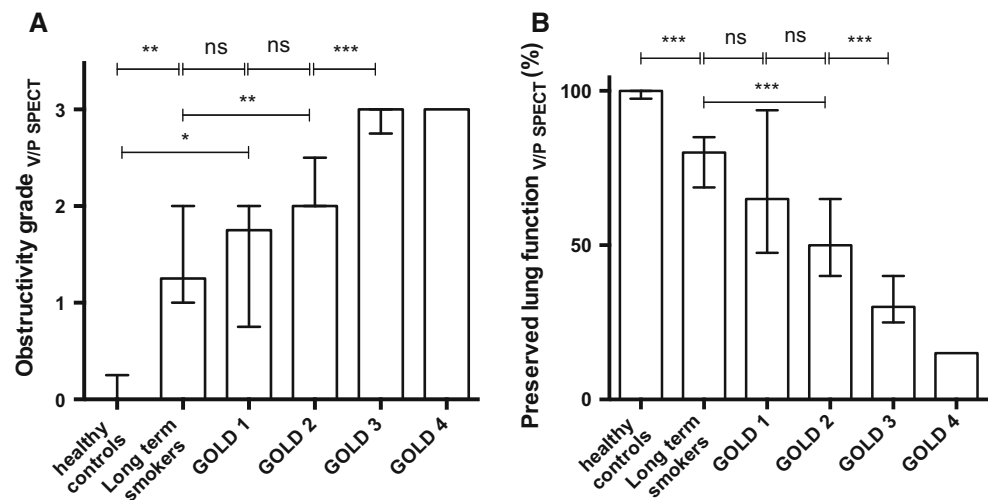 A
** ns ns ***
**
*
Obstructivity grade V/P SPECT
3
2
1
0
healthy controls
Long term smokers
GOLD 1
GOLD 2
GOLD 3
GOLD 4
B
*** ns ns ***
***
Preserved lung function V/P SPECT (%)
100
50
0
healthy controls
Long term smokers
GOLD 1
GOLD 2
GOLD 3
GOLD 4